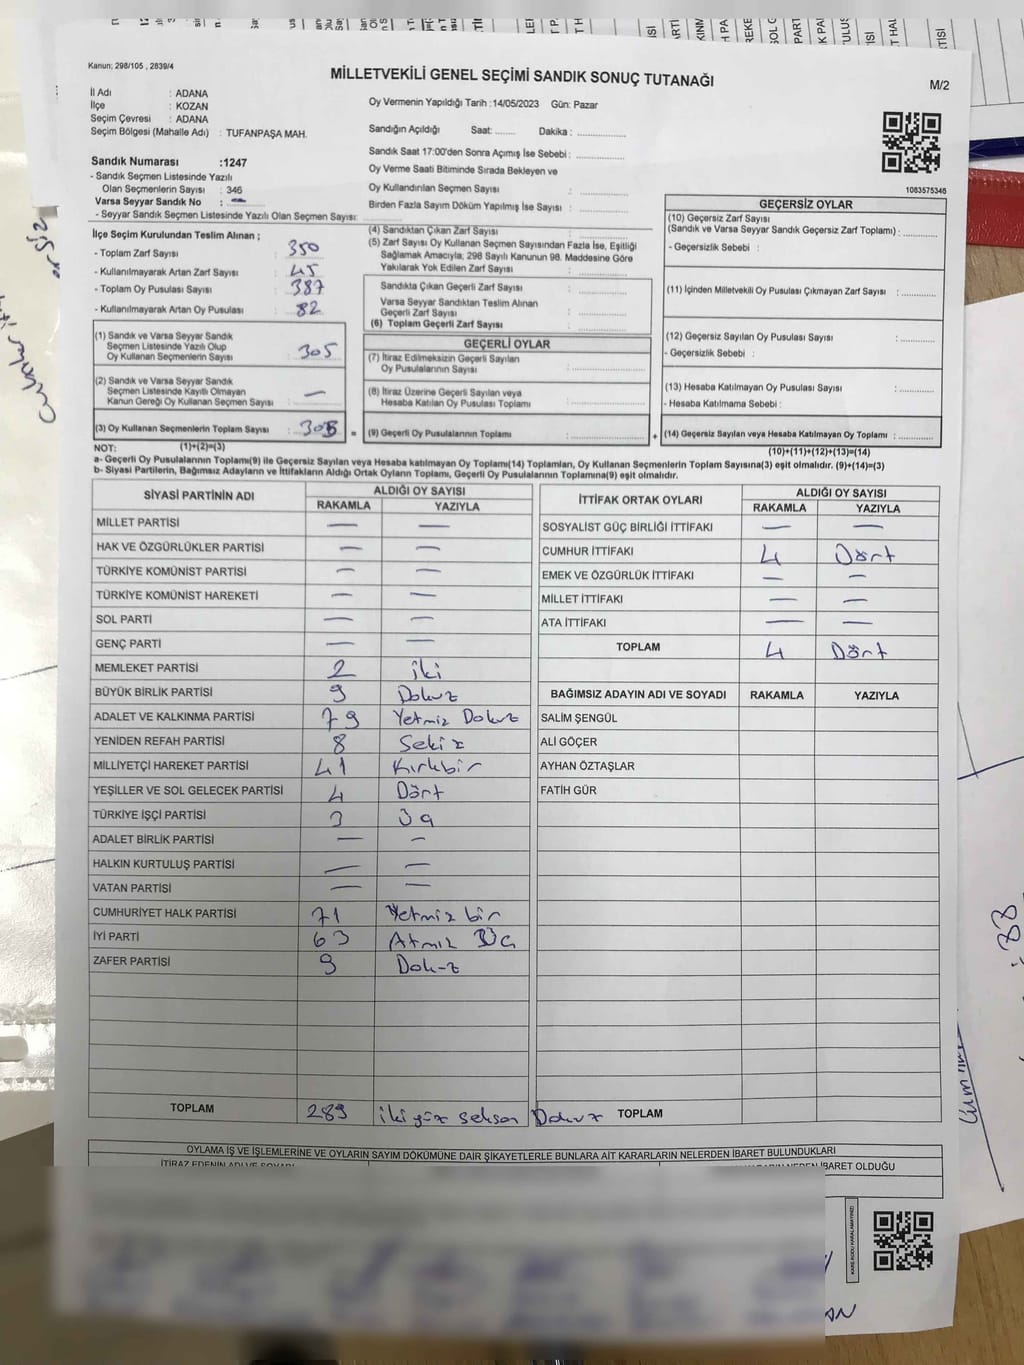 Kanun: 298/105 , 2839/4
MİLLETVEKİLİ GENEL SEÇİMİ SANDIK SONUÇ TUTANAĞI
M/2
İl Adı : ADANA
İlçe : KOZAN
Seçim Çevresi : ADANA
Seçim Bölgesi (Mahalle Adı) : TUFANPAŞA MAH.
Sandık Numarası :1247
- Sandık Seçmen Listesinde Yazılı
Olan Seçmenlerin Sayısı : 346
Varsa Seyyar Sandık No : —
- Seyyar Sandık Seçmen Listesinde Yazılı Olan Seçmen Sayısı:
Oy Vermenin Yapıldığı Tarih :14/05/2023 Gün: Pazar
Sandığın Açıldığı Saat: ....... Dakika : ..............
Sandık Saat 17:00'den Sonra Açımış İse Sebebi : ..............
Oy Verme Saati Bitiminde Sırada Bekleyen ve
Oy Kullandırılan Seçmen Sayısı : ..............
Birden Fazla Sayım Döküm Yapılmış İse Sayısı : ..............
1083575346
İlçe Seçim Kurulundan Teslim Alınan ;
- Toplam Zarf Sayısı : 350
- Kullanılmayarak Artan Zarf Sayısı : 45
- Toplam Oy Pusulası Sayısı : 387
- Kullanılmayarak Artan Oy Pusulası : 82
(1) Sandık ve Varsa Seyyar Sandık
Seçmen Listesinde Yazılı Olup
Oy Kullanan Seçmenlerin Sayısı : 305
(2) Sandık ve Varsa Seyyar Sandık
Seçmen Listesinde Kayıtlı Olmayan
Kanun Gereği Oy Kullanan Seçmen Sayısı : —
(3) Oy Kullanan Seçmenlerin Toplam Sayısı : 305 =
(1)+(2)=(3)
(4) Sandıktan Çıkan Zarf Sayısı : ..............
(5) Zarf Sayısı Oy Kullanan Seçmen Sayısından Fazla İse, Eşitliği
Sağlamak Amacıyla; 298 Sayılı Kanunun 98. Maddesine Göre
Yakılarak Yok Edilen Zarf Sayısı : ..............
Sandıkta Çıkan Geçerli Zarf Sayısı : ..............
Varsa Seyyar Sandıktan Teslim Alınan
Geçerli Zarf Sayısı : ..............
(6) Toplam Geçerli Zarf Sayısı : ..............
GEÇERLİ OYLAR
(7) İtiraz Edilmeksizin Geçerli Sayılan
Oy Pusulalarının Sayısı : ..............
(8) İtiraz Üzerine Geçerli Sayılan veya
Hesaba Katılan Oy Pusulası Toplamı : ..............
(9) Geçerli Oy Pusulalarının Toplamı : .............. +
GEÇERSİZ OYLAR
(10) Geçersiz Zarf Sayısı
(Sandık ve Varsa Seyyar Sandık Geçersiz Zarf Toplamı) : ..........
- Geçersizlik Sebebi :
(11) İçinden Milletvekili Oy Pusulası Çıkmayan Zarf Sayısı : ..........
(12) Geçersiz Sayılan Oy Pusulası Sayısı : ..........
- Geçersizlik Sebebi :
(13) Hesaba Katılmayan Oy Pusulası Sayısı : ..........
- Hesaba Katılmama Sebebi :
(14) Geçersiz Sayılan veya Hesaba Katılmayan Oy Toplamı : ..........
(10)+(11)+(12)+(13)=(14)
NOT:
a- Geçerli Oy Pusulalarının Toplamı(9) ile Geçersiz Sayılan veya Hesaba katılmayan Oy Toplamı(14) Toplamları, Oy Kullanan Seçmenlerin Toplam Sayısına(3) eşit olmalıdır. (9)+(14)=(3)
b- Siyasi Partilerin, Bağımsız Adayların ve İttifakların Aldığı Ortak Oyların Toplamı, Geçerli Oy Pusulalarının Toplamına(9) eşit olmalıdır.
SİYASİ PARTİNİN ADI ALDIĞI OY SAYISI
RAKAMLA YAZIYLA
MİLLET PARTİSİ — —
HAK VE ÖZGÜRLÜKLER PARTİSİ — —
TÜRKİYE KOMÜNİST PARTİSİ — —
TÜRKİYE KOMÜNİST HAREKETİ — —
SOL PARTİ — —
GENÇ PARTİ — —
MEMLEKET PARTİSİ 2 iki
BÜYÜK BİRLİK PARTİSİ 9 Dokuz
ADALET VE KALKINMA PARTİSİ 79 Yetmiz Dokuz
YENİDEN REFAH PARTİSİ 8 Sekiz
MİLLİYETÇİ HAREKET PARTİSİ 41 Kırkbir
YEŞİLLER VE SOL GELECEK PARTİSİ 4 Dört
TÜRKİYE İŞÇİ PARTİSİ 3 Üç
ADALET BİRLİK PARTİSİ — —
HALKIN KURTULUŞ PARTİSİ — —
VATAN PARTİSİ — —
CUMHURİYET HALK PARTİSİ 71 Yetmiz bir
İYİ PARTİ 63 Atmız Üç
ZAFER PARTİSİ 9 Dokuz
TOPLAM 289 iki yüz seksen Dokuz
İTTİFAK ORTAK OYLARI ALDIĞI OY SAYISI
RAKAMLA YAZIYLA
SOSYALİST GÜÇ BİRLİĞİ İTTİFAKI — —
CUMHUR İTTİFAKI 4 Dört
EMEK VE ÖZGÜRLÜK İTTİFAKI — —
MİLLET İTTİFAKI — —
ATA İTTİFAKI — —
TOPLAM 4 Dört
BAĞIMSIZ ADAYIN ADI VE SOYADI RAKAMLA YAZIYLA
SALİM ŞENGÜL
ALİ GÖÇER
AYHAN ÖZTAŞLAR
FATİH GÜR
TOPLAM
OYLAMA İŞ VE İŞLEMLERİNE VE OYLARIN SAYIM DÖKÜMÜNE DAİR ŞİKAYETLERLE BUNLARA AİT KARARLARIN NELERDEN İBARET BULUNDUKLARI
İTİRAZ EDENİN ADI VE SOYADI
NEDEN İBARET OLDUĞU